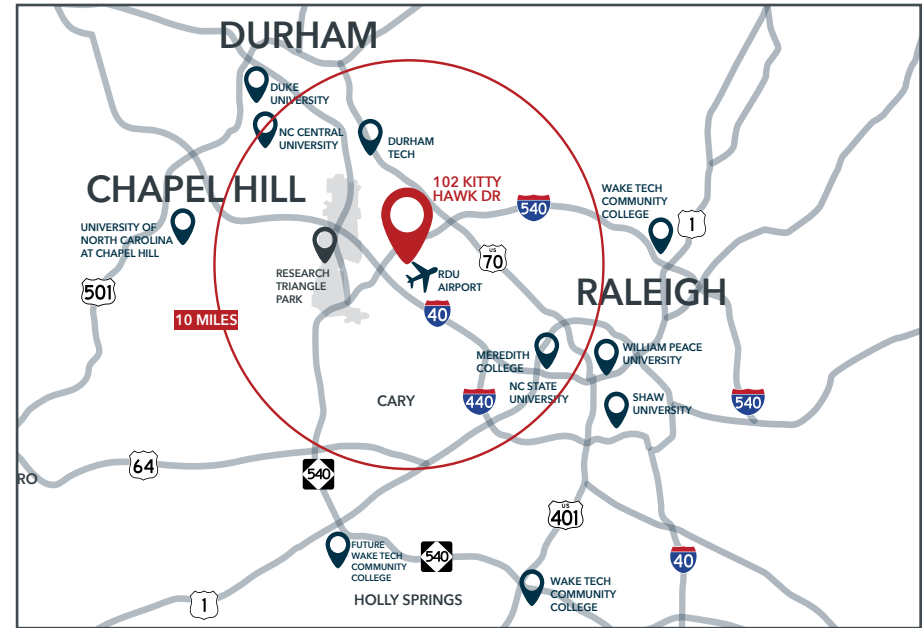 DURHAM
DUKE
UNIVERSITY
NC CENTRAL
UNIVERSITY
DURHAM
TECH
CHAPEL HILL
102 KITTY
HAWK DR
540
WAKE TECH
COMMUNITY
COLLEGE
1
UNIVERSITY OF
NORTH CAROLINA
AT CHAPEL HILL
US
70
RESEARCH
TRIANGLE
PARK
RDU
AIRPORT
501
RALEIGH
10 MILES
40
MEREDITH
COLLEGE
WILLIAM PEACE
UNIVERSITY
NC STATE
UNIVERSITY
CARY
440
SHAW
UNIVERSITY
540
64
RO
540
US
401
FUTURE
WAKE TECH
COMMUNITY
COLLEGE
540
40
WAKE TECH
COMMUNITY
COLLEGE
HOLLY SPRINGS
1